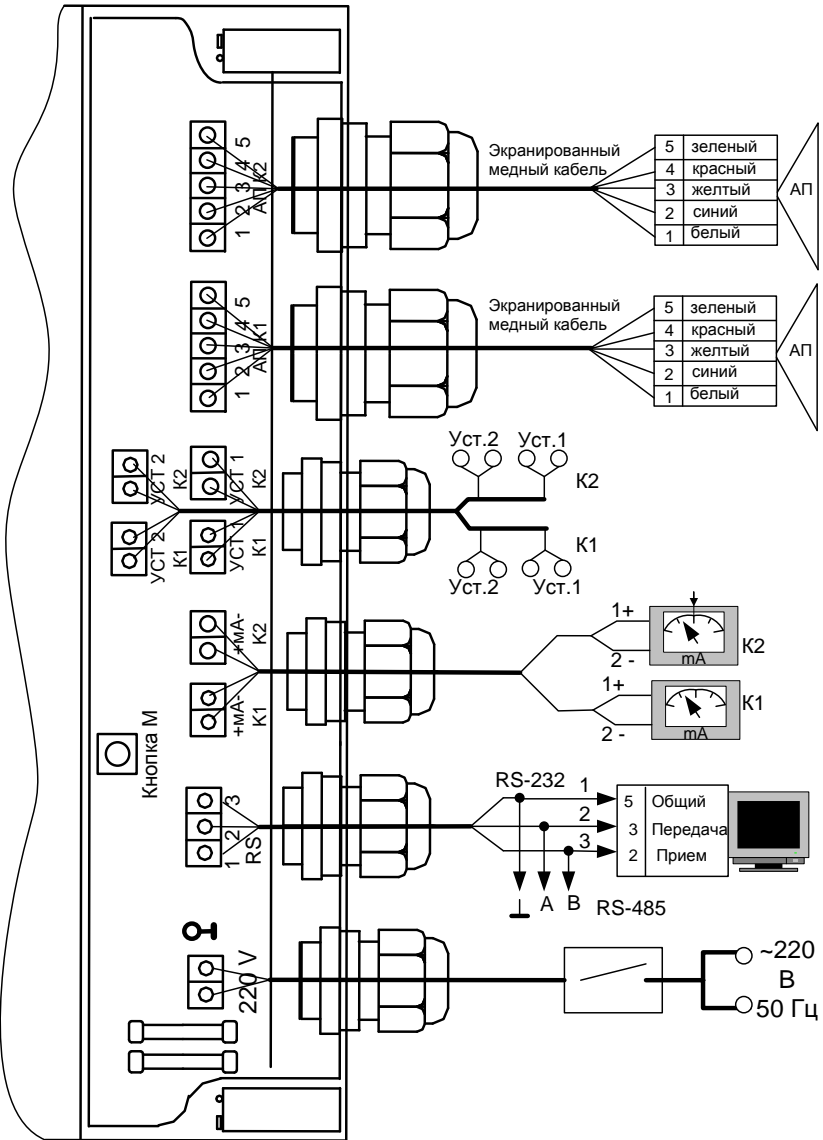 5
4
3
2
1
АП К2
Экранированный
медный кабель
5 зеленый
4 красный
3 желтый
2 синий
1 белый
АП
5
4
3
2
1
АП К1
Экранированный
медный кабель
5 зеленый
4 красный
3 желтый
2 синий
1 белый
АП
УСТ 2
К2
УСТ 1
К2
УСТ 2
К1
УСТ 1
К1
Уст.2 Уст.1
К2
К1
Уст.2 Уст.1
+мА-
К2
+мА-
К1
1+
2 -
mA
К2
1+
2 -
mA
К1
Кнопка М
3
2
1
RS
RS-232
1
2
3
5 Общий
3 Передача
2 Прием
A B RS-485
220 V
~220
В
50 Гц